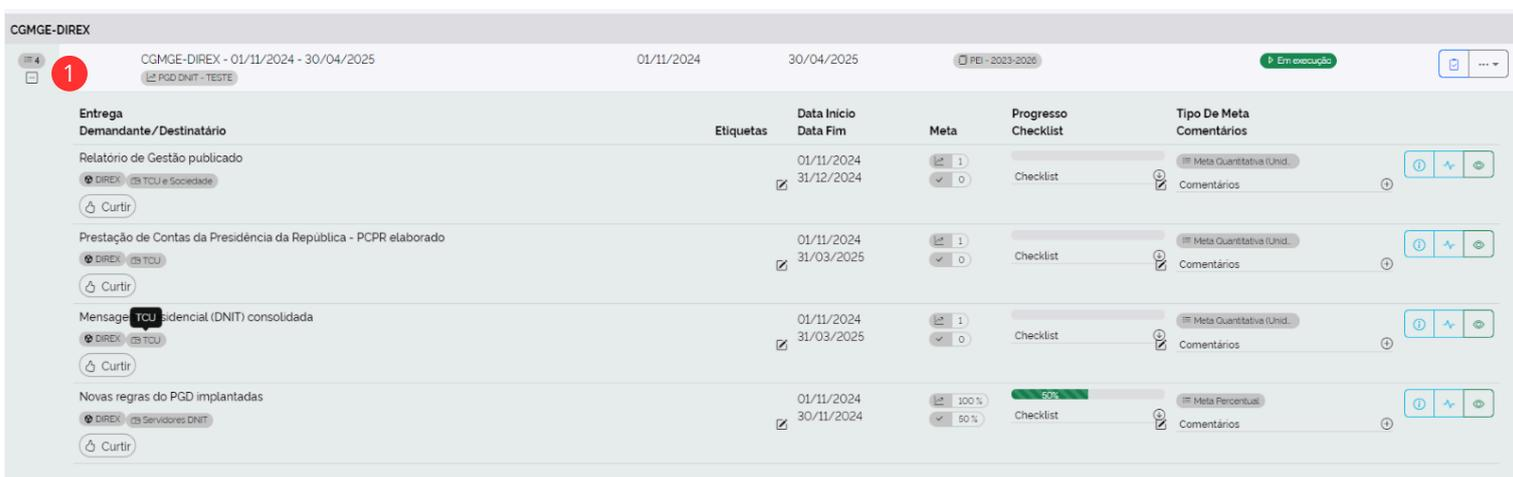 CGMGE-DIREX
4
1
CGMGE-DIREX - 01/11/2024 - 30/04/2025 01/11/2024 30/04/2025 PEI - 2023-2026 Em execução
PGD DNIT - TESTE
Entrega Data Início Progresso Tipo De Meta
Demandante/Destinatário Etiquetas Data Fim Meta Checklist Comentários
Relatório de Gestão publicado 01/11/2024 1 Meta Quantitativa (Unid...
DIREX TCU e Sociedade 31/12/2024 0 Checklist Comentários
Curtir
Prestação de Contas da Presidência da República - PCPR elaborado 01/11/2024 1 Meta Quantitativa (Unid...
DIREX TCU 31/03/2025 0 Checklist Comentários
Curtir
Mensage TCU sidencial (DNIT) consolidada 01/11/2024 1 Meta Quantitativa (Unid...
DIREX TCU 31/03/2025 0 Checklist Comentários
Curtir
Novas regras do PGD implantadas 01/11/2024 100 % 50% Meta Percentual
DIREX Servidores DNIT 30/11/2024 50 % Checklist Comentários
Curtir